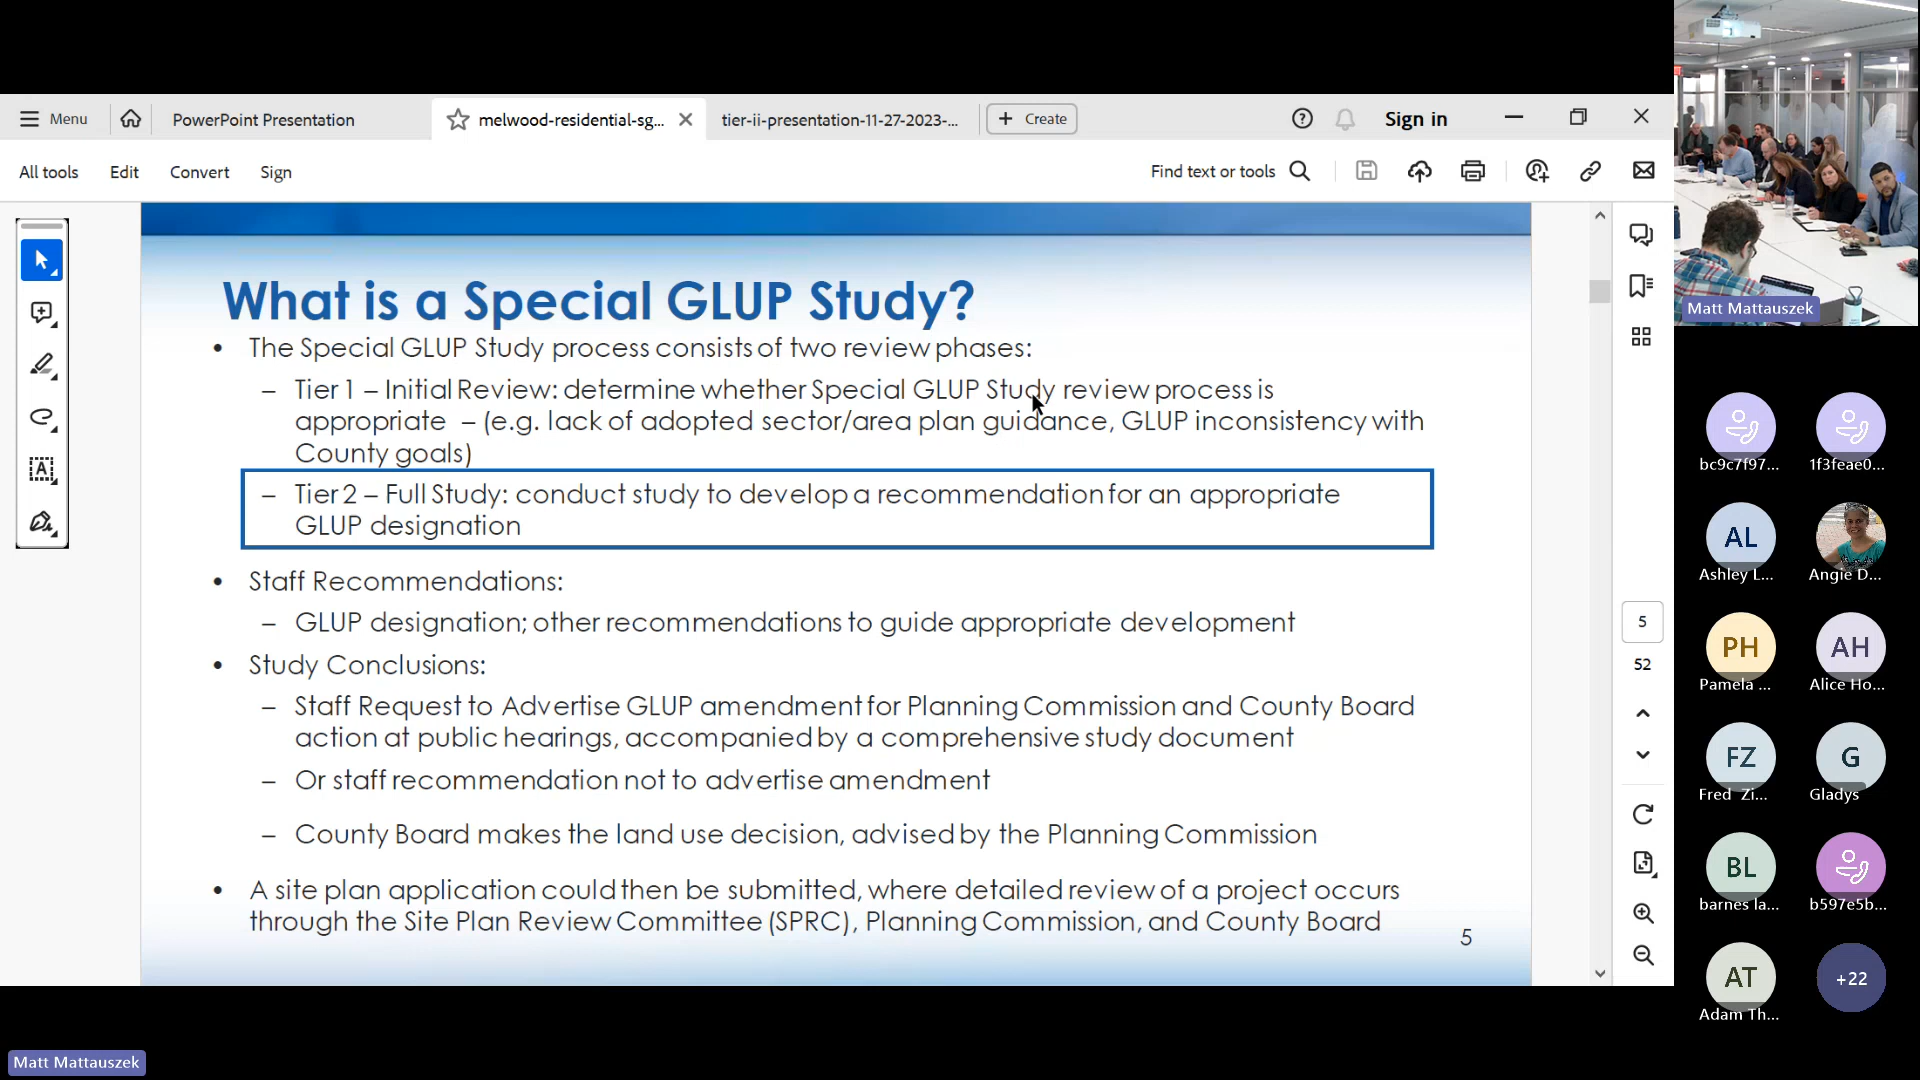 Menu
PowerPoint Presentation
melwood-residential-sg...
tier-ii-presentation-11-27-2023-...
+ Create
Sign in
All tools
Edit
Convert
Sign
Find text or tools
What is a Special GLUP Study?
• The Special GLUP Study process consists of two review phases:
– Tier 1 – Initial Review: determine whether Special GLUP Study review process is
appropriate – (e.g. lack of adopted sector/area plan guidance, GLUP inconsistency with
County goals)
– Tier 2 – Full Study: conduct study to develop a recommendation for an appropriate
GLUP designation
• Staff Recommendations:
– GLUP designation; other recommendations to guide appropriate development
• Study Conclusions:
– Staff Request to Advertise GLUP amendment for Planning Commission and County Board
action at public hearings, accompanied by a comprehensive study document
– Or staff recommendation not to advertise amendment
– County Board makes the land use decision, advised by the Planning Commission
• A site plan application could then be submitted, where detailed review of a project occurs
through the Site Plan Review Committee (SPRC), Planning Commission, and County Board
5
5
52
Matt Mattauszek
bc9c7f97...
1f3feae0...
AL
Ashley L...
Angie D...
PH
Pamela ...
AH
Alice Ho...
FZ
Fred Zi...
G
Gladys
BL
barnes la...
b597e5b...
AT
Adam Th...
+22
Matt Mattauszek